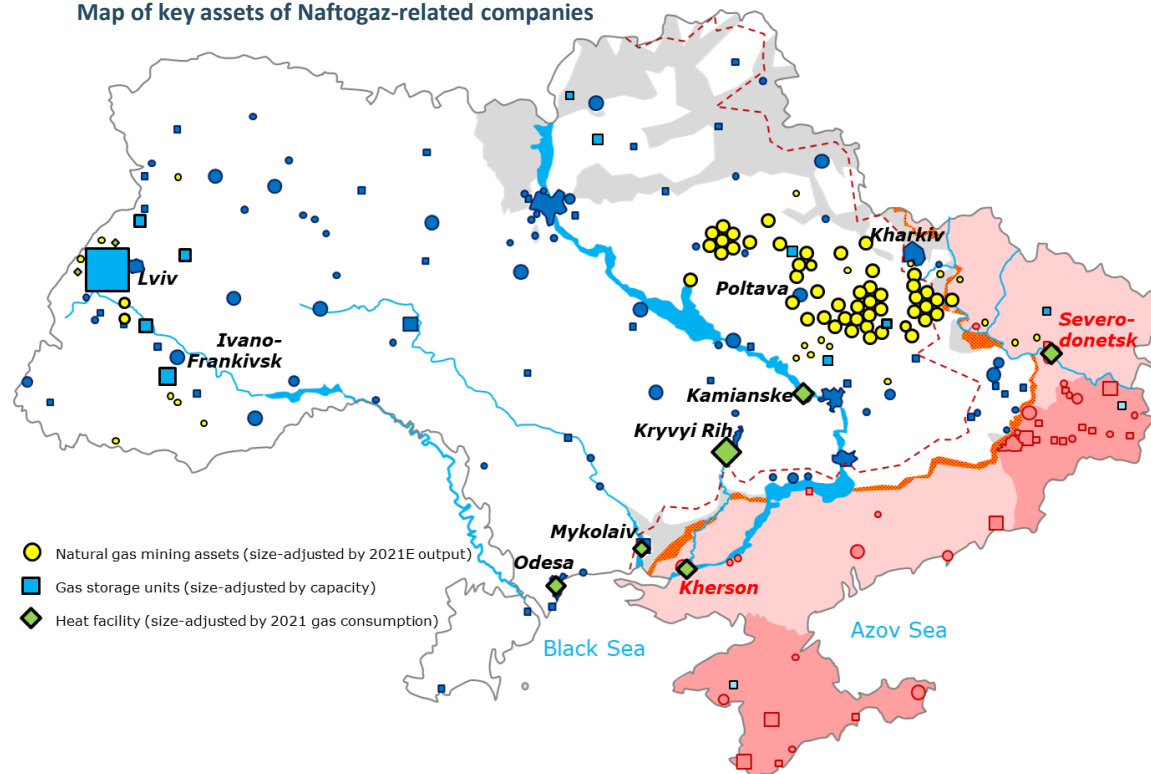 Map of key assets of Naftogaz-related companies
Kharkiv
Lviv
Poltava
Severo-
donetsk
Ivano-
Frankivsk
Kamianske
Kryvyi Rih
Mykolaiv
Natural gas mining assets (size-adjusted by 2021E output)
Odesa
Gas storage units (size-adjusted by capacity)
Kherson
Heat facility (size-adjusted by 2021 gas consumption)
Black Sea
Azov Sea